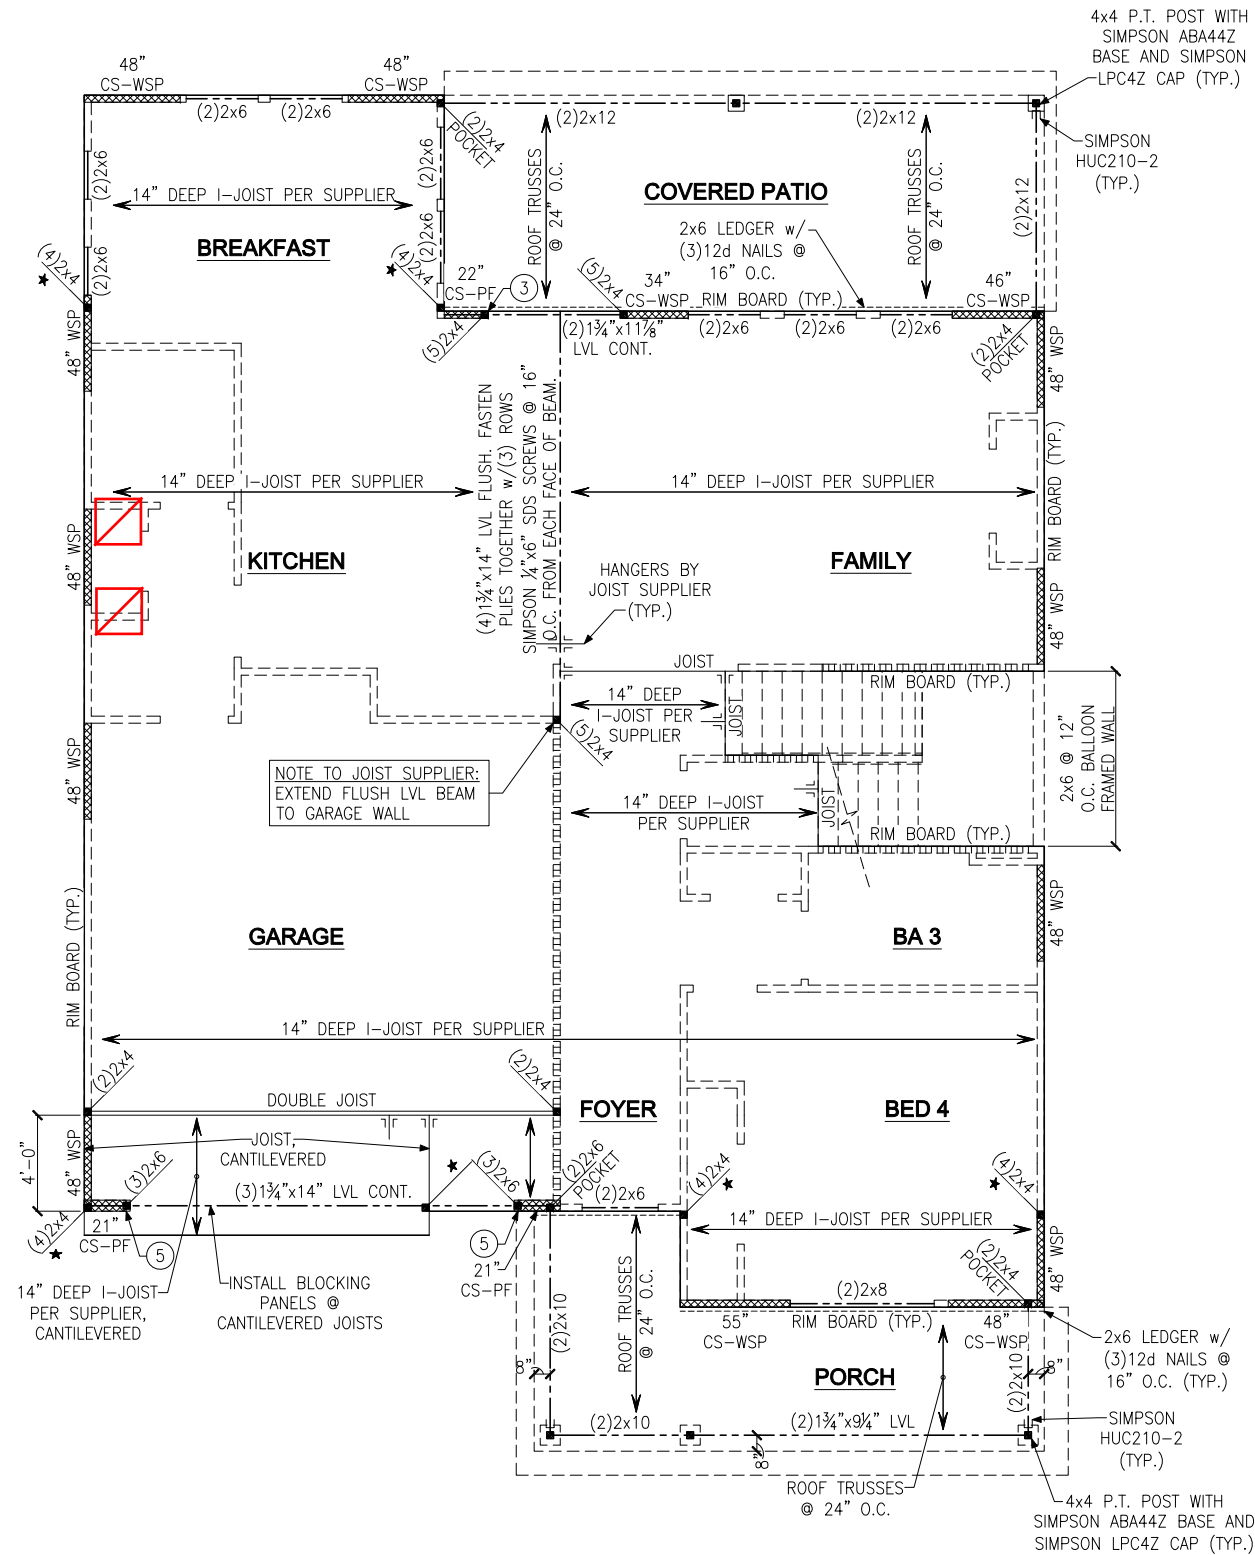 4x4 P.T. POST WITH
SIMPSON ABA44Z
BASE AND SIMPSON
LPC4Z CAP (TYP.)
48"
CS-WSP
48"
CS-WSP
(2)2x6
(2)2x6
(2)2x4
POCKET
(2)2x12
(2)2x12
SIMPSON
HUC210-2
(TYP.)
(2)2x6
(2)2x6
14" DEEP I-JOIST PER SUPPLIER
BREAKFAST
(2)2x6
(2)2x6
ROOF TRUSSES
@ 24" O.C.
COVERED PATIO
ROOF TRUSSES
@ 24" O.C.
(2)2x12
2x6 LEDGER w/
(3)12d NAILS @
16" O.C.
(4)2x4
★
(4)2x4
★
22"
CS-PF
3
(5)2x4
34"
CS-WSP
RIM BOARD (TYP.)
46"
CS-WSP
(5)2x4
(2)1¾"x11⅞"
LVL CONT.
(2)2x6
(2)2x6
(2)2x6
(2)2x4
POCKET
48" WSP
48" WSP
(4)1¾"x14" LVL FLUSH. FASTEN
PLIES TOGETHER w/(3) ROWS
SIMPSON ¼"x6" SDS SCREWS @ 16"
O.C. FROM EACH FACE OF BEAM.
14" DEEP I-JOIST PER SUPPLIER
14" DEEP I-JOIST PER SUPPLIER
RIM BOARD (TYP.)
48" WSP
KITCHEN
FAMILY
HANGERS BY
JOIST SUPPLIER
(TYP.)
48" WSP
JOIST
RIM BOARD (TYP.)
14" DEEP
I-JOIST PER
SUPPLIER
JOIST
(5)2x4
48" WSP
NOTE TO JOIST SUPPLIER:
EXTEND FLUSH LVL BEAM
TO GARAGE WALL
14" DEEP I-JOIST
PER SUPPLIER
JOIST
RIM BOARD (TYP.)
2x6 @ 12"
O.C. BALLOON
FRAMED WALL
48" WSP
RIM BOARD (TYP.)
GARAGE
BA 3
14" DEEP I-JOIST PER SUPPLIER
(2)2x4
(2)2x4
DOUBLE JOIST
FOYER
BED 4
4'-0"
48" WSP
JOIST,
CANTILEVERED
(3)2x6
(3)1¾"x14" LVL CONT.
★
(3)2x6
(2)2x6
POCKET
(2)2x6
(4)2x4
★
(4)2x4
★
(4)2x4
★
21"
CS-PF
5
5
21"
CS-PF
14" DEEP I-JOIST PER SUPPLIER
48" WSP
14" DEEP I-JOIST
PER SUPPLIER,
CANTILEVERED
INSTALL BLOCKING
PANELS @
CANTILEVERED JOISTS
(2)2x10
ROOF TRUSSES
@ 24" O.C.
(2)2x8
(2)2x4
POCKET
55"
CS-WSP
RIM BOARD (TYP.)
48"
CS-WSP
2x6 LEDGER w/
(3)12d NAILS @
16" O.C. (TYP.)
8"
PORCH
(2)2x10
8"
(2)2x10
(2)1¾"x9¼" LVL
8"
SIMPSON
HUC210-2
(TYP.)
ROOF TRUSSES
@ 24" O.C.
4x4 P.T. POST WITH
SIMPSON ABA44Z BASE AND
SIMPSON LPC4Z CAP (TYP.)